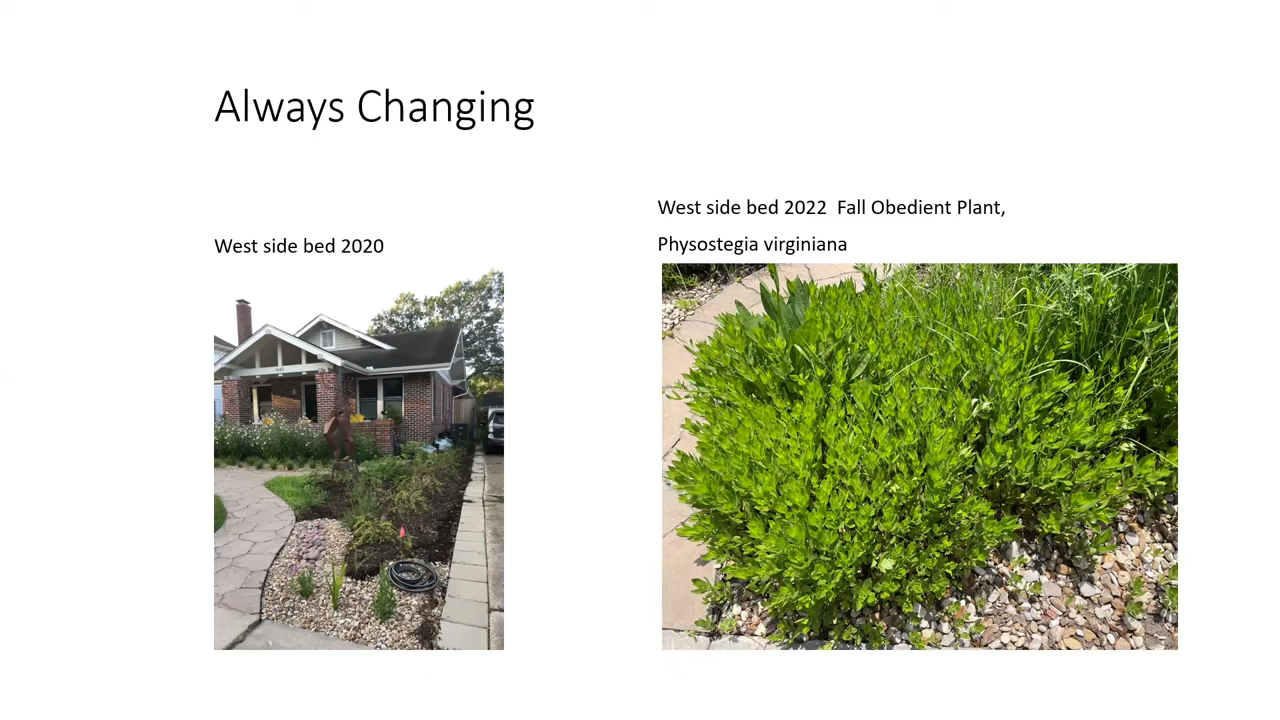 Always Changing
West side bed 2020
West side bed 2022  Fall Obedient Plant,
Physostegia virginiana